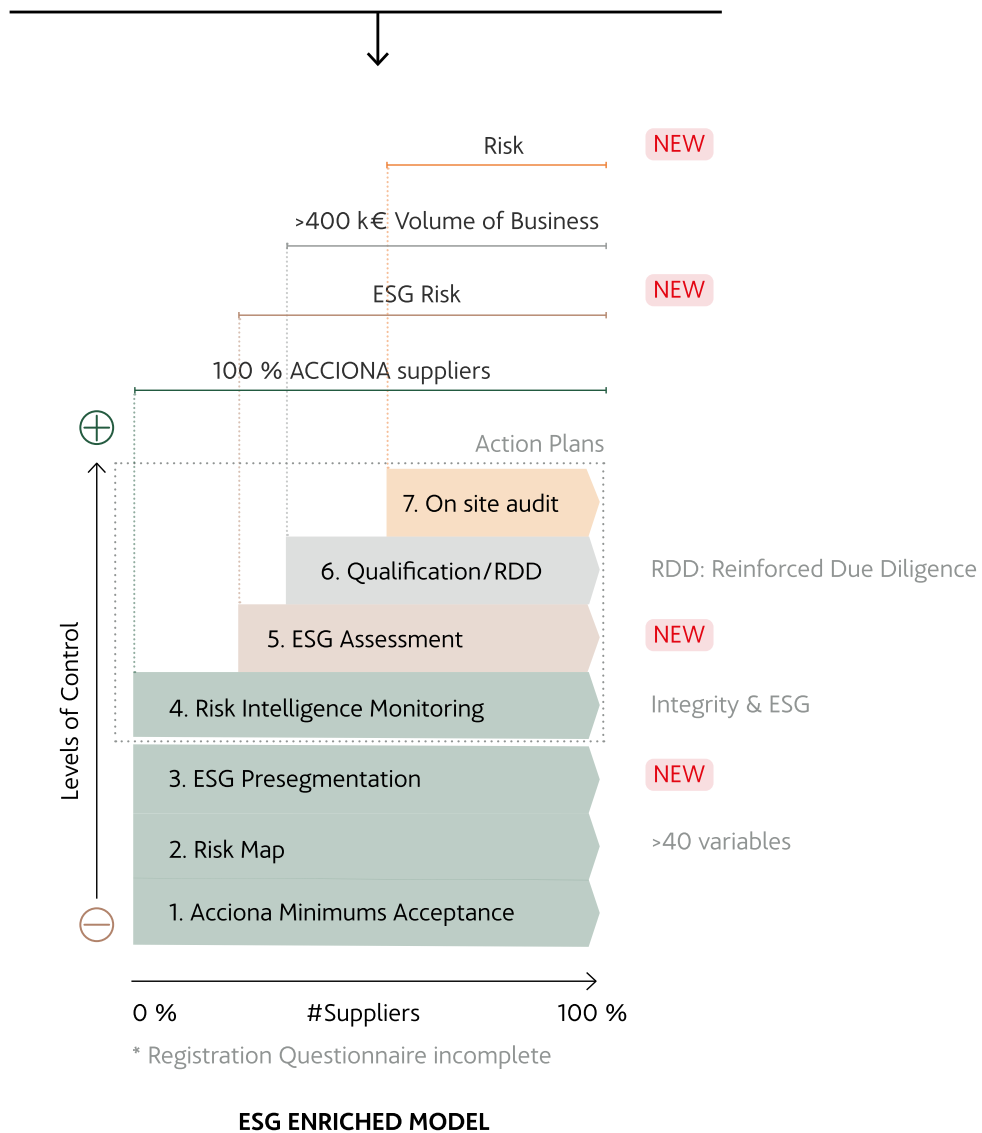 Risk
NEW
>400 k€ Volume of Business
ESG Risk
NEW
100 % ACCIONA suppliers
Action Plans
7. On site audit
6. Qualification/RDD
RDD: Reinforced Due Diligence
5. ESG Assessment
NEW
Levels of Control
4. Risk Intelligence Monitoring
Integrity & ESG
3. ESG Presegmentation
NEW
2. Risk Map
>40 variables
1. Acciona Minimums Acceptance
0 %
#Suppliers
100 %
* Registration Questionnaire incomplete
ESG ENRICHED MODEL